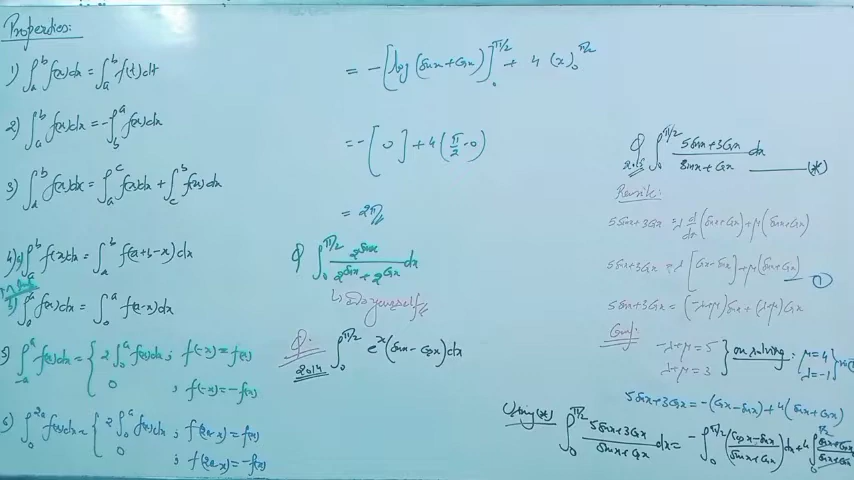 Properties:
1) ∫_a^b f(x)dx = ∫_a^b f(t)dt
2) ∫_a^b f(x)dx = -∫_b^a f(x)dx
3) ∫_a^b f(x)dx = ∫_a^c f(x)dx + ∫_c^b f(x)dx
4) a) ∫_a^b f(x)dx = ∫_a^b f(a+b-x)dx
b) ∫_0^a f(x)dx = ∫_0^a f(a-x)dx
5) ∫_{-a}^a f(x)dx = { 2∫_0^a f(x)dx ; f(-x) = f(x)
0 ; f(-x) = -f(x)
6) ∫_0^{2a} f(x)dx = { 2∫_0^a f(x)dx ; f(2a-x) = f(x)
0 ; f(2a-x) = -f(x)
= -[log(sinx+Cosx)]_0^{π/2} + 4 (x)_0^{π/2}
= -[0] + 4(π/2 - 0)
= 2π//
Q ∫_0^{π/2} 2^{sinx} / (2^{sinx} + 2^{Cosx}) dx
↳ Do yourself//
Q. 2014 ∫_0^{π/2} e^x (sinx - Cosx)dx
Q 2013 ∫_0^{π/2} (5sinx+3Cosx)/(sinx+Cosx) dx —— (*)
Rewrite:
5sinx+3Cosx = λ d/dx (sinx+Cosx) + μ(sinx+Cosx)
5sinx+3Cosx = λ[Cosx-sinx] + μ(sinx+Cosx) — ①
5sinx+3Cosx = (-λ+μ)sinx + (λ+μ)Cosx
-λ+μ = 5
λ+μ = 3 } on solving: μ=4, λ=-1
5sinx+3Cosx = -(Cosx-sinx) + 4(sinx+Cosx)
Using (*) ∫_0^{π/2} (5sinx+3Cosx)/(sinx+Cosx) dx = -∫_0^{π/2} (Cosx-sinx)/(sinx+Cosx) dx + 4∫_0^{π/2} (sinx+Cosx)/(sinx+Cosx)